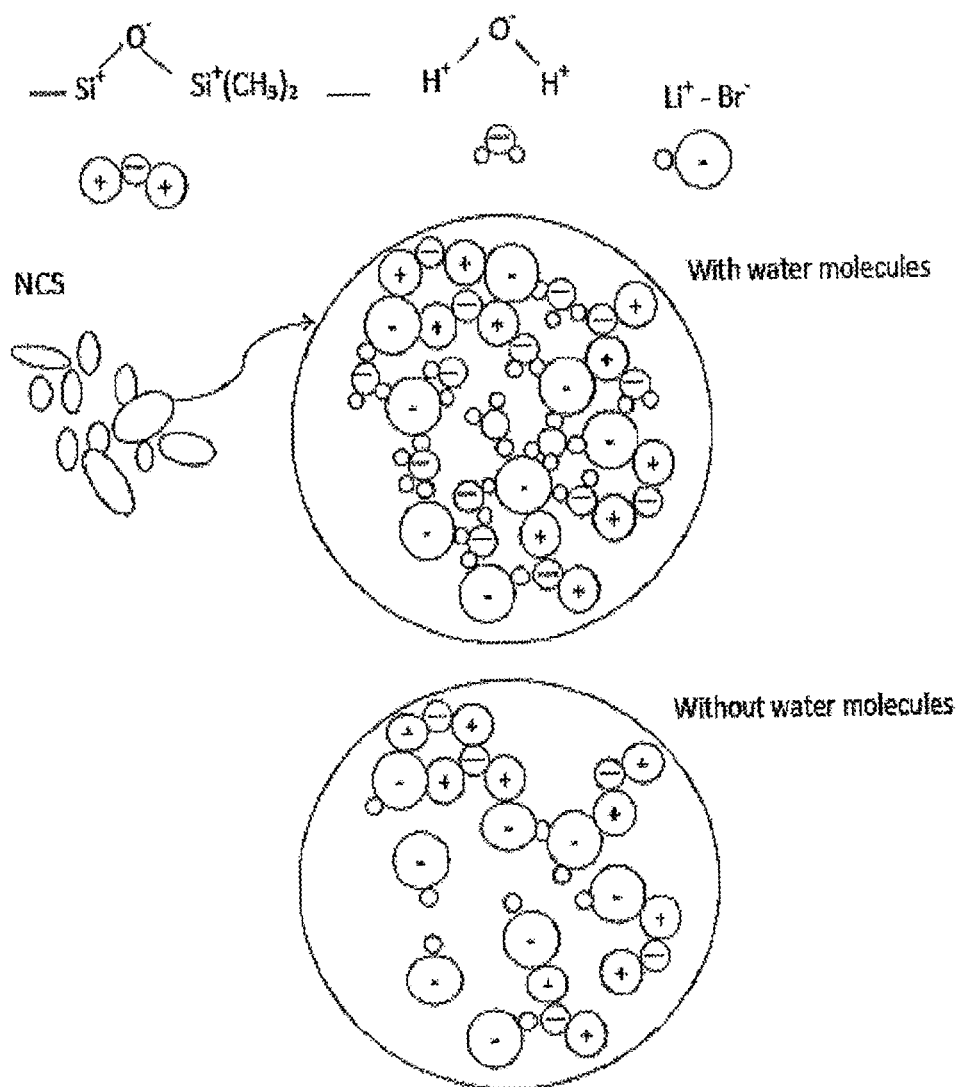 O⁻ O⁻
Si⁺ Si⁺(CH₃)₂ H⁺ H⁺ Li⁺ - Br⁻
NCS
With water molecules
Without water molecules